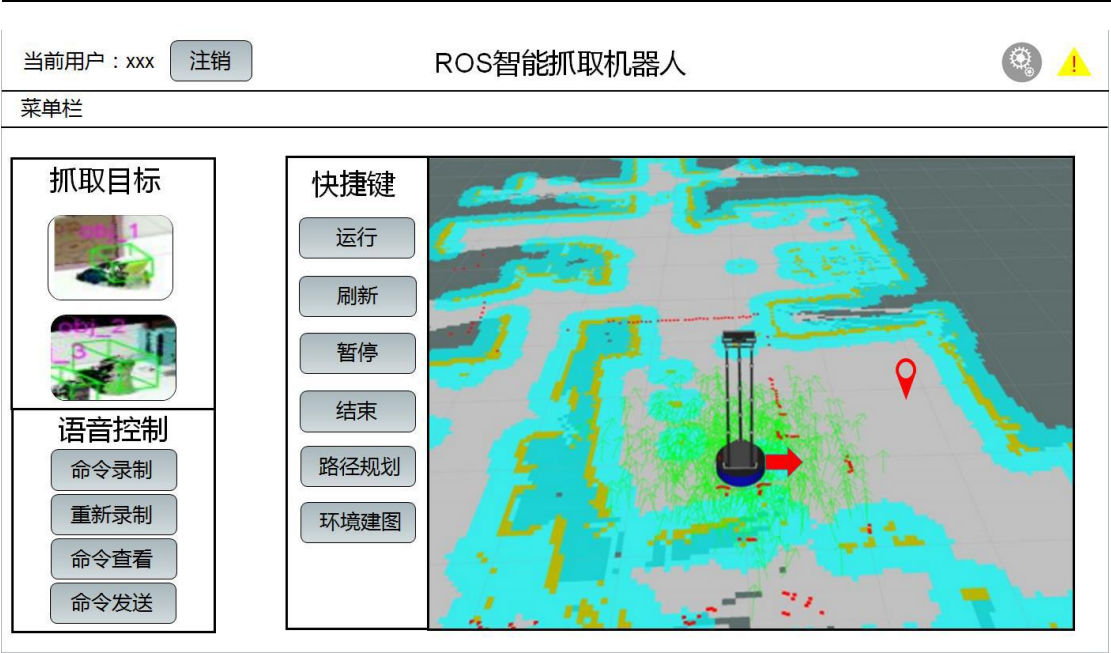 当前用户：xxx 注销 ROS智能抓取机器人
菜单栏
抓取目标
obj_1
obj_2
_3
语音控制
命令录制
重新录制
命令查看
命令发送
快捷键
运行
刷新
暂停
结束
路径规划
环境建图